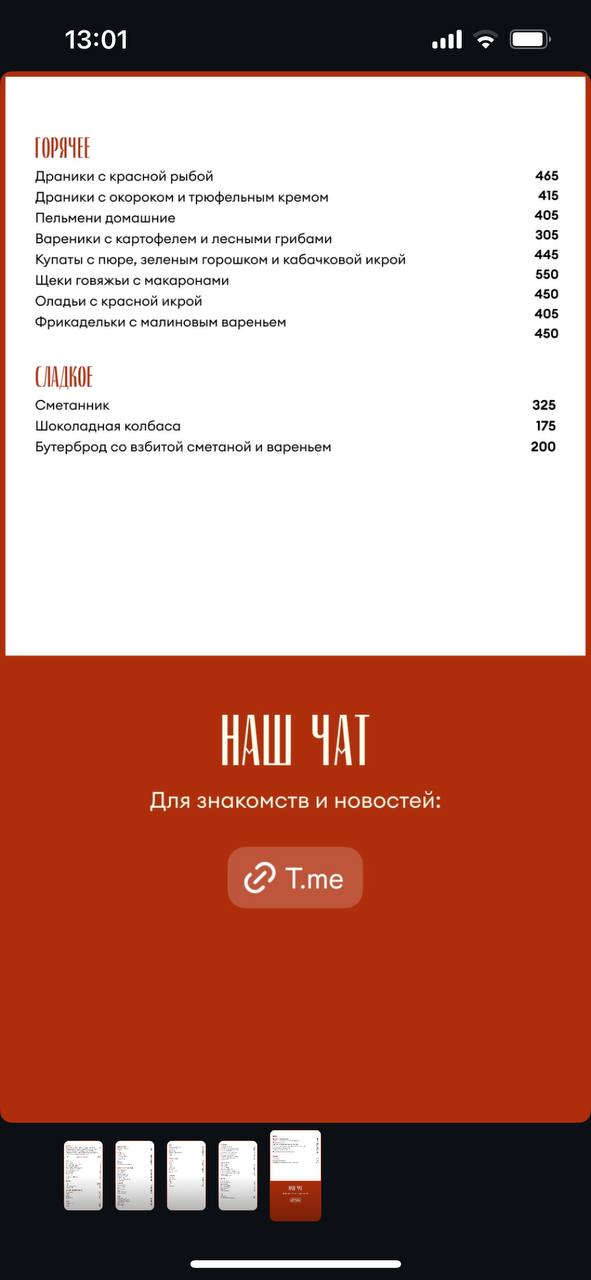 13:01
ГОРЯЧЕЕ
Драники с красной рыбой 465
Драники с окороком и трюфельным кремом 415
Пельмени домашние 405
Вареники с картофелем и лесными грибами 305
Купаты с пюре, зеленым горошком и кабачковой икрой 445
Щеки говяжьи с макаронами 550
Оладьи с красной икрой 450
Фрикадельки с малиновым вареньем 405
450
СЛАДКОЕ
Сметанник 325
Шоколадная колбаса 175
Бутерброд со взбитой сметаной и вареньем 200
НАШ ЧАТ
Для знакомств и новостей:
T.me